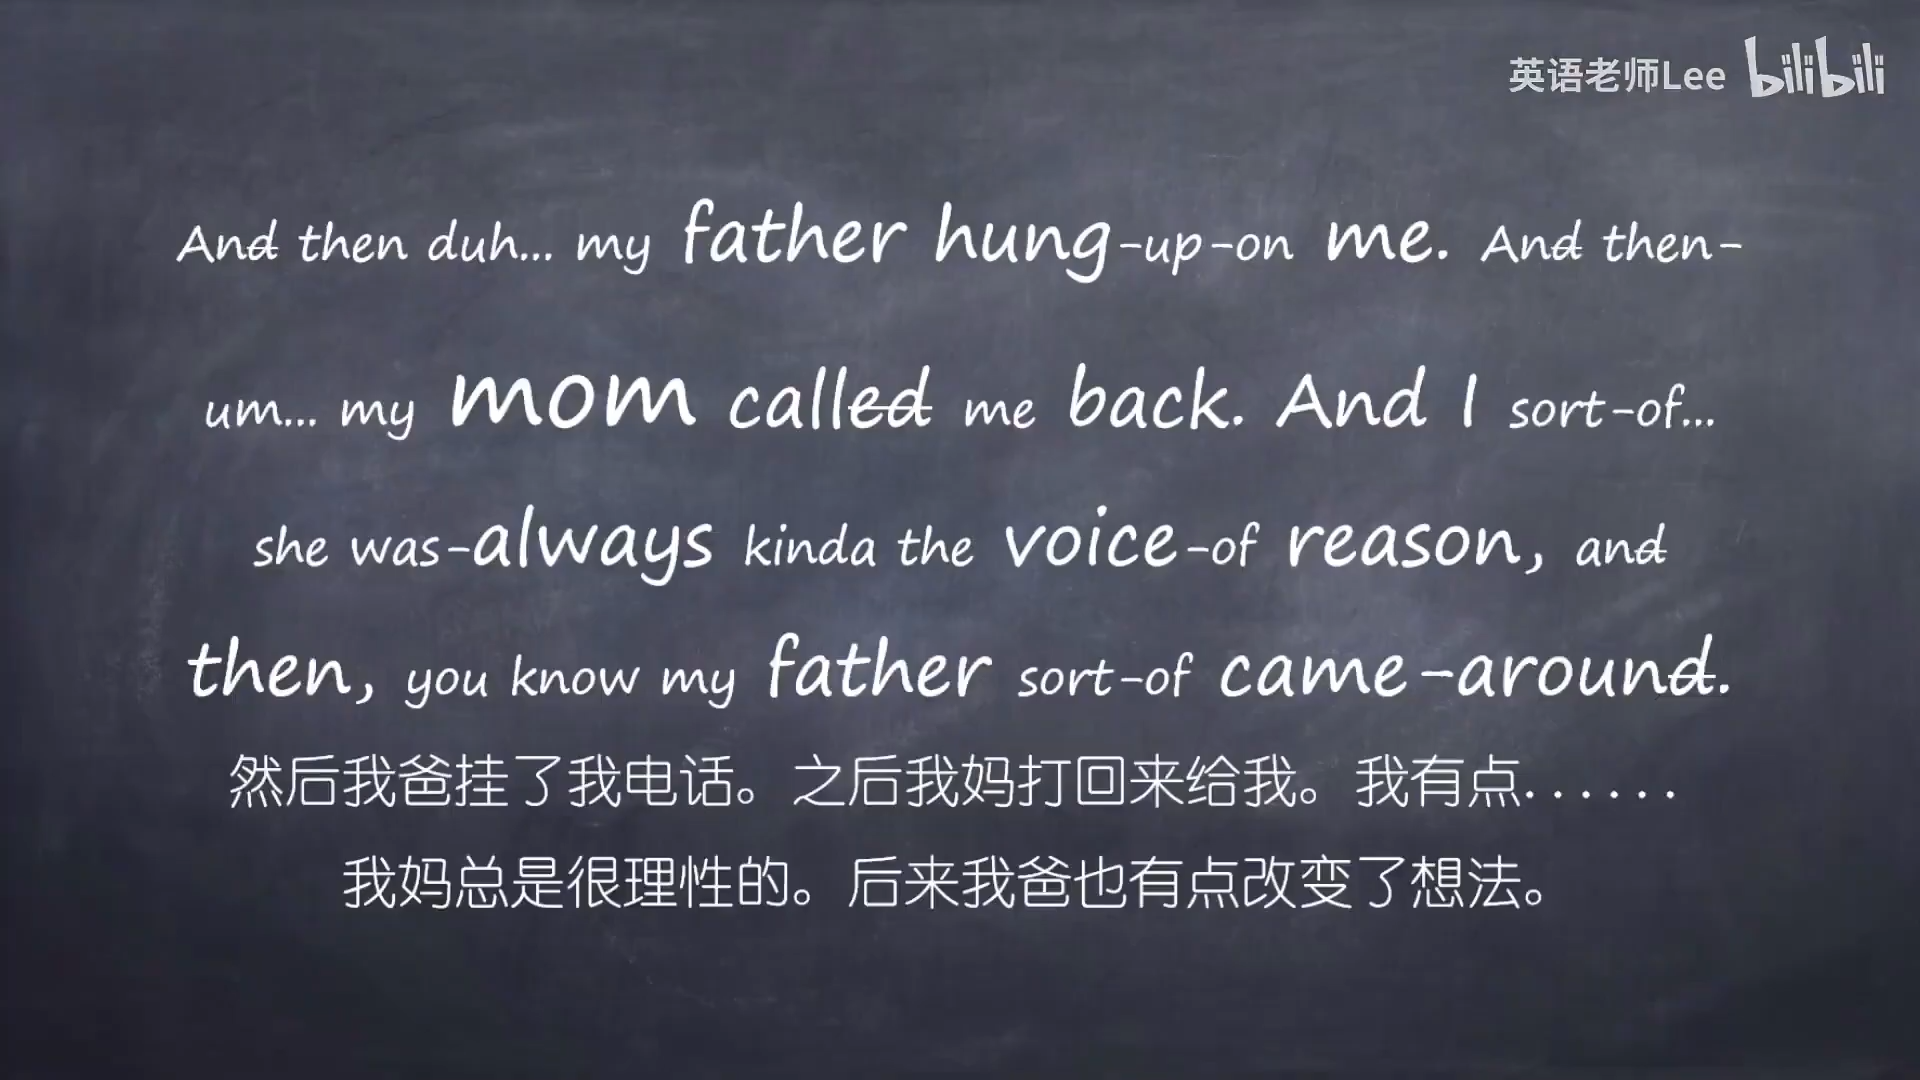 英语老师Lee bilibili
And then duh... my father hung-up-on me. And then-
um... my mom called me back. And I sort-of...
she was-always kinda the voice-of reason, and
then, you know my father sort-of came-around.
然后我爸挂了我电话。之后我妈打回来给我。我有点......
我妈总是很理性的。后来我爸也有点改变了想法。